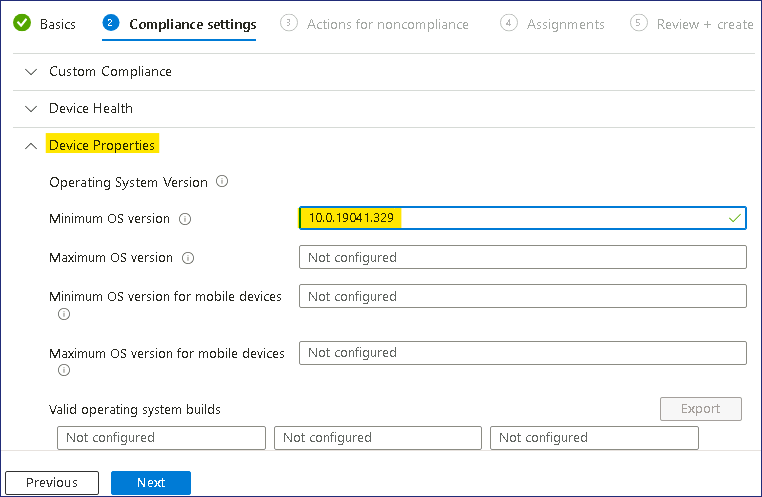 Basics 2 Compliance settings 3 Actions for noncompliance 4 Assignments 5 Review + create
Custom Compliance
Device Health
Device Properties
Operating System Version
Minimum OS version 10.0.19041.329
Maximum OS version Not configured
Minimum OS version for mobile devices Not configured
Maximum OS version for mobile devices Not configured
Valid operating system builds Export
Not configured Not configured Not configured
Previous Next